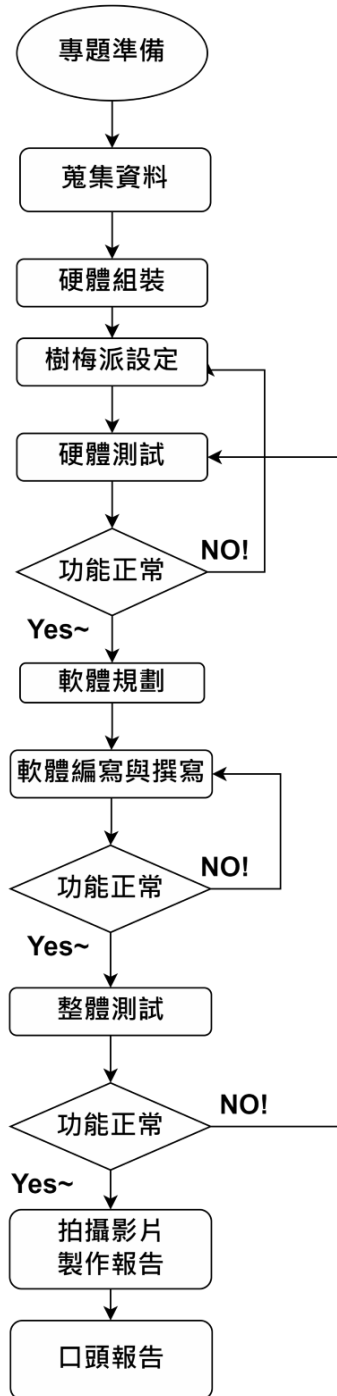 專題準備
蒐集資料
硬體組裝
樹梅派設定
硬體測試
功能正常
NO!
Yes~
軟體規劃
軟體編寫與撰寫
功能正常
NO!
Yes~
整體測試
功能正常
NO!
Yes~
拍攝影片
製作報告
口頭報告